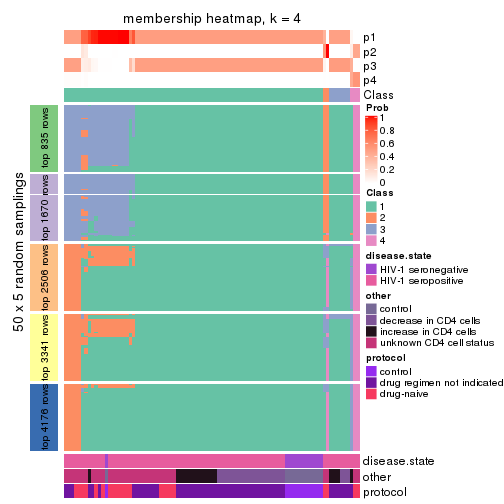 membership heatmap, k = 4
p1
p2
p3
p4
Class
Prob
1
0.8
0.6
0.4
0.2
0
Class
1
2
3
4
disease.state
HIV-1 seronegative
HIV-1 seropositive
other
control
decrease in CD4 cells
increase in CD4 cells
unknown CD4 cell status
protocol
control
drug regimen not indicated
drug-naive
50 x 5 random samplings
top 835 rows
top 1670 rows
top 2506 rows
top 3341 rows
top 4176 rows
disease.state
other
protocol